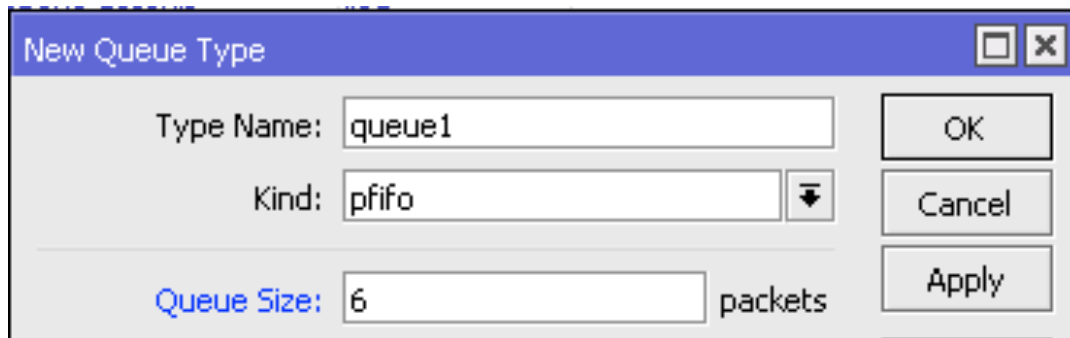 New Queue Type
Type Name: queue1
OK
Kind: pfifo
Cancel
Queue Size: 6 packets
Apply